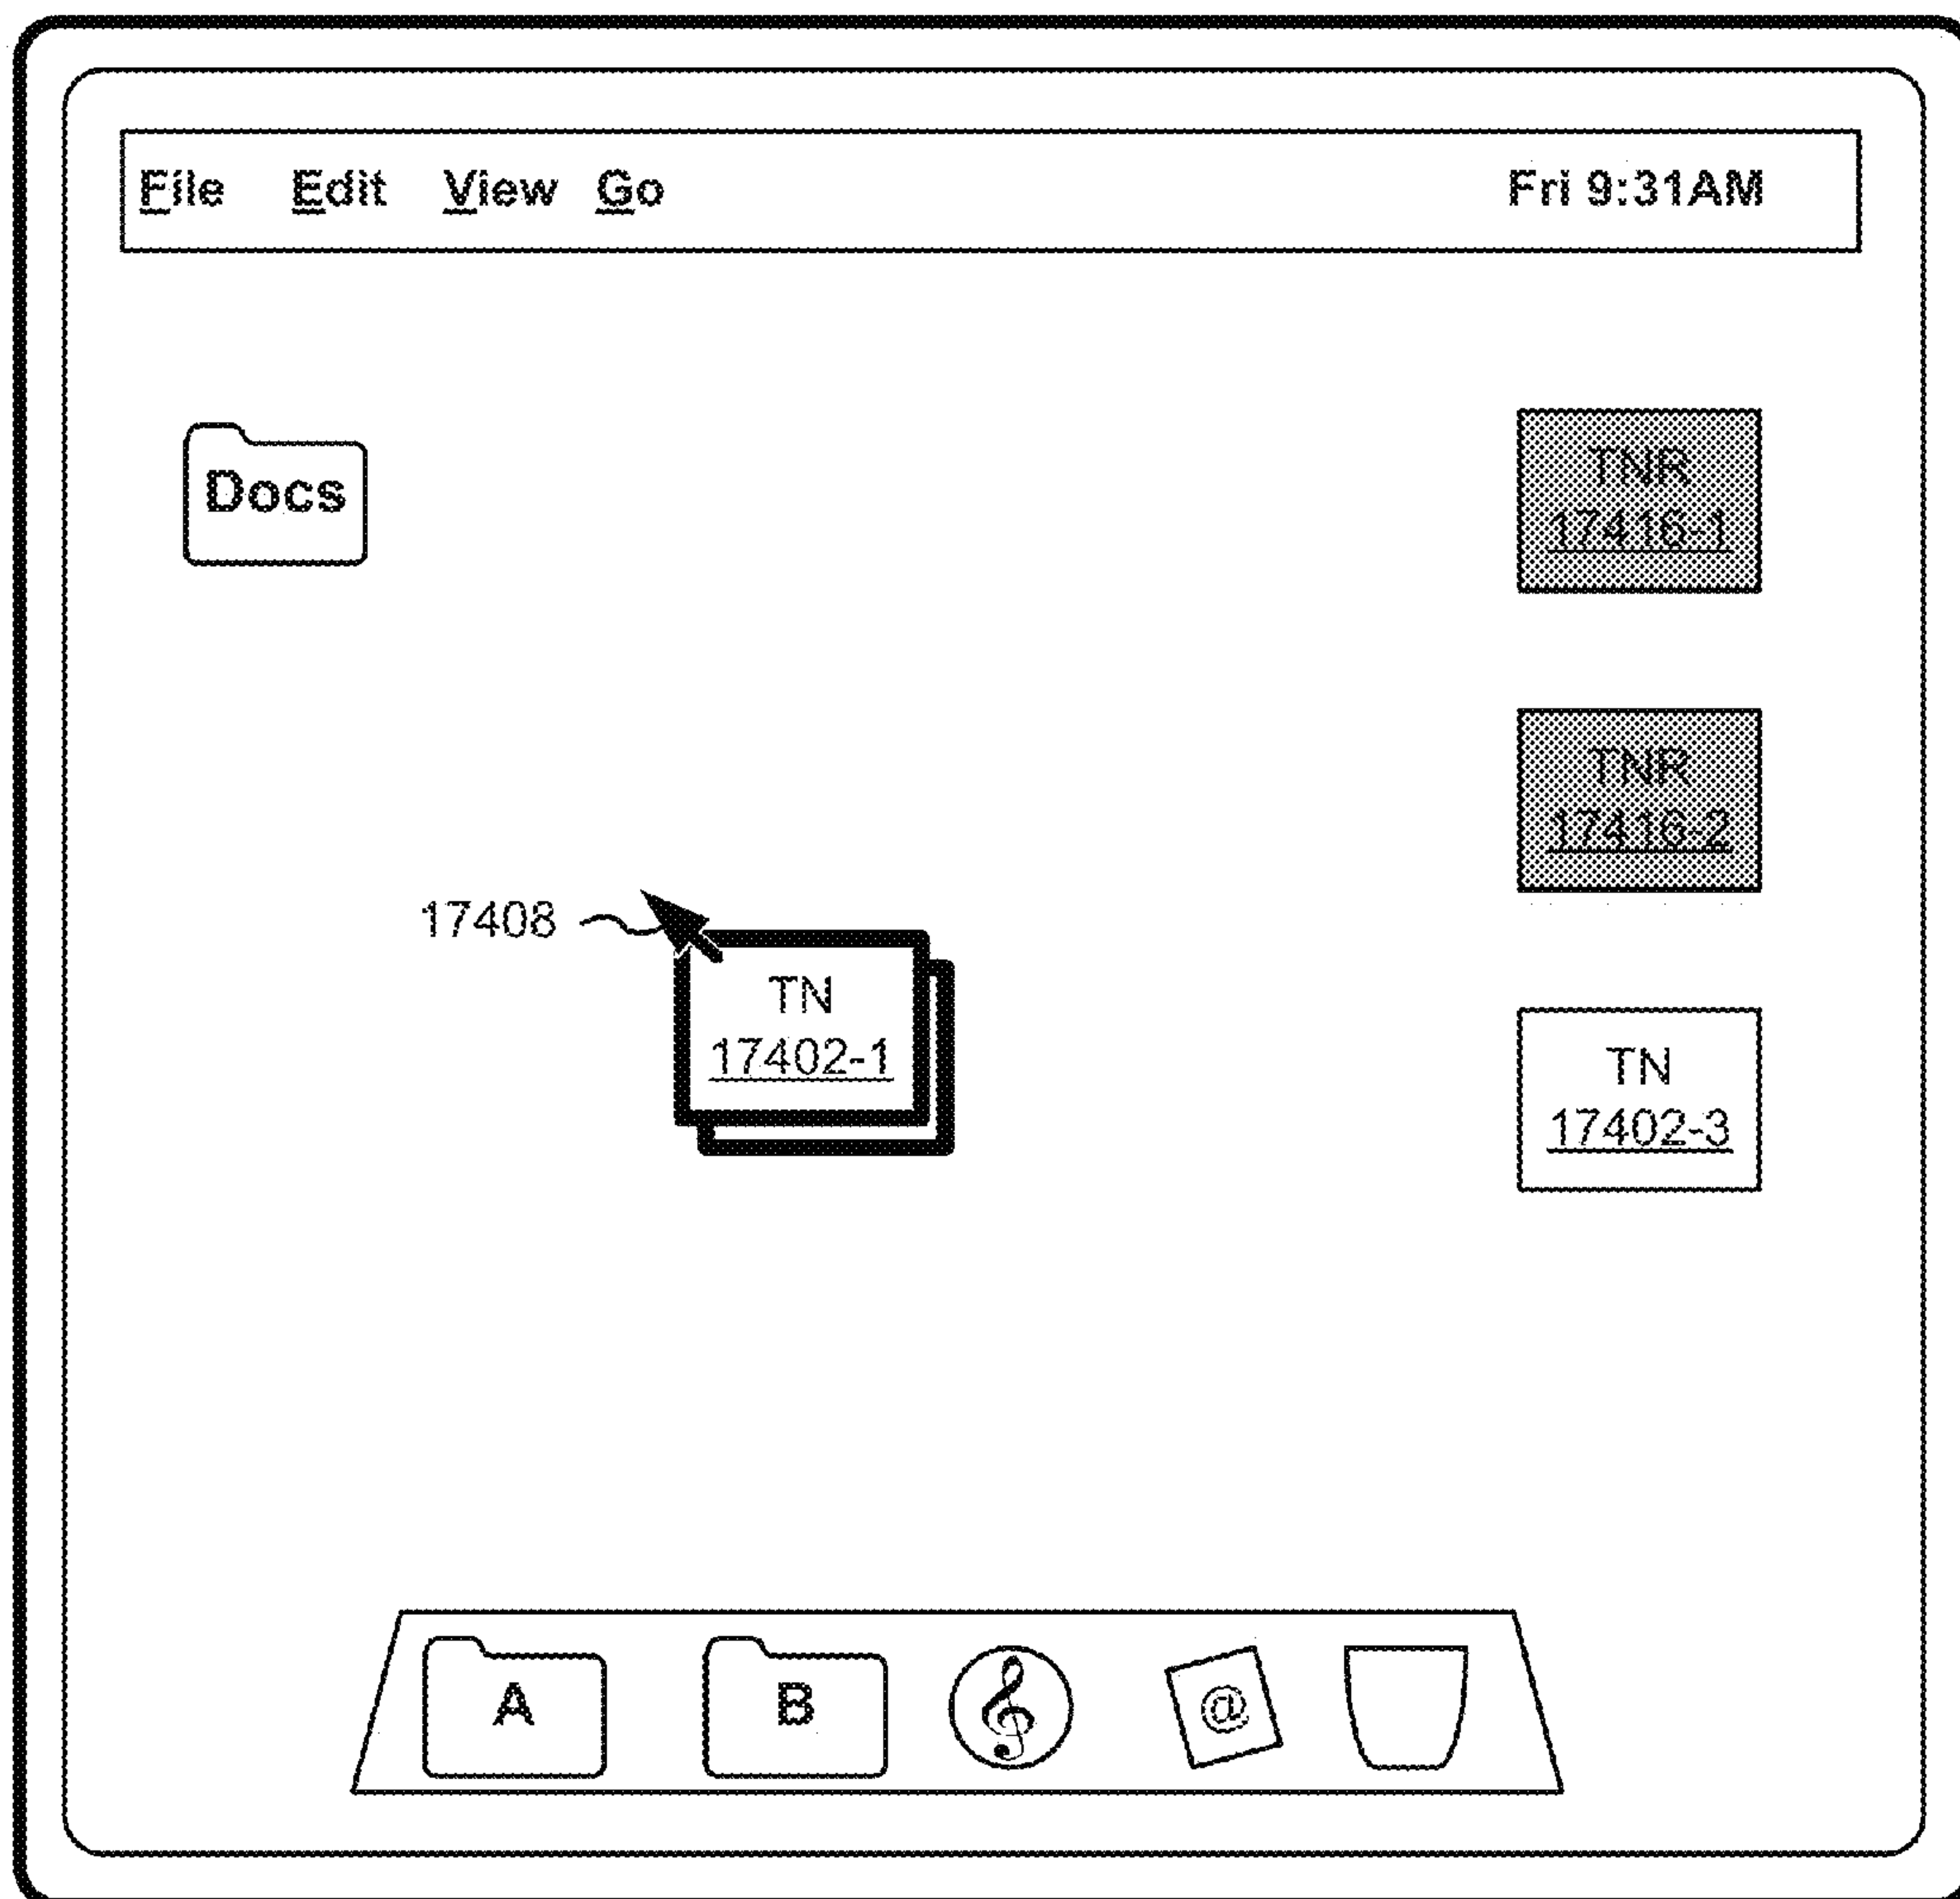 File Edit View Go Fri 9:31AM
Docs
TNR
17416-1
TNR
17416-2
17408
TN
17402-1
TN
17402-3
A B @